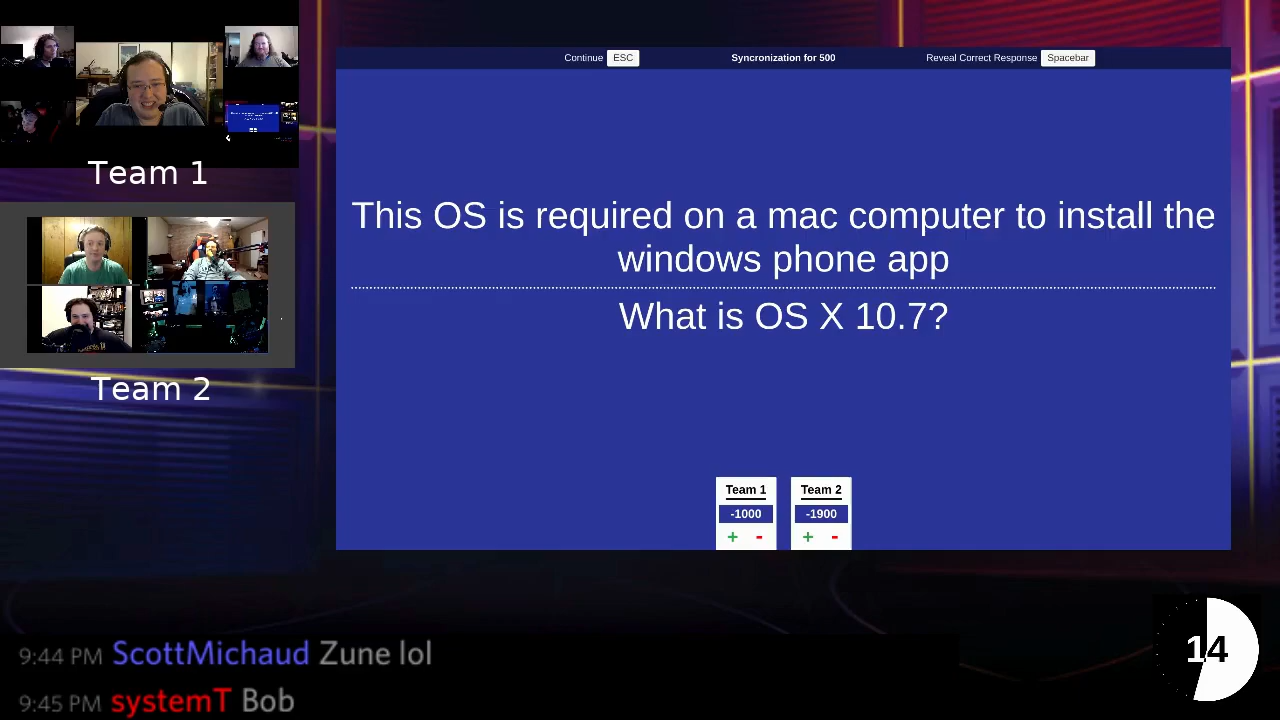 Continue ESC Syncronization for 500 Reveal Correct Response Spacebar
Team 1
Team 2
This OS is required on a mac computer to install the
windows phone app
What is OS X 10.7?
Team 1 Team 2
-1000 -1900
+ - + -
14
9:44 PM ScottMichaud Zune lol
9:45 PM systemT Bob